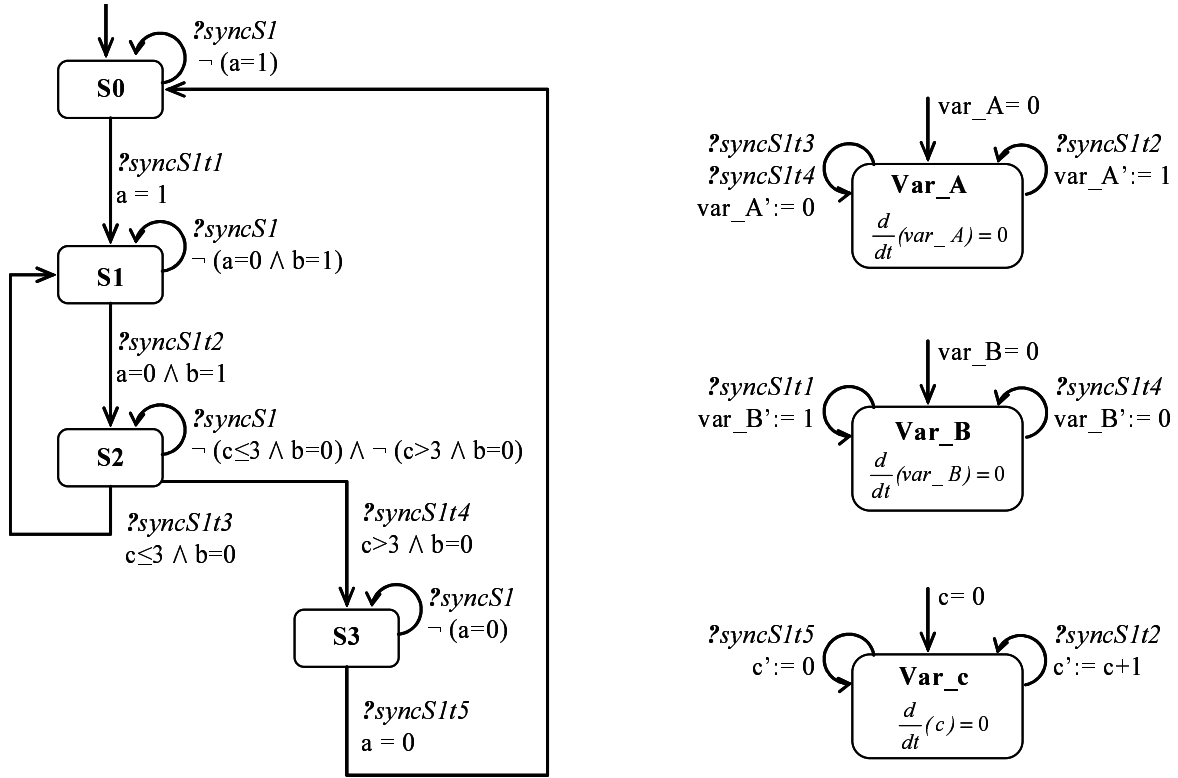 ?syncS1
¬ (a=1)
S0
?syncS1t1
a = 1
?syncS1
¬ (a=0 ∧ b=1)
S1
?syncS1t2
a=0 ∧ b=1
?syncS1
¬ (c≤3 ∧ b=0) ∧ ¬ (c>3 ∧ b=0)
S2
?syncS1t3
c≤3 ∧ b=0
?syncS1t4
c>3 ∧ b=0
?syncS1
¬ (a=0)
S3
?syncS1t5
a = 0
var_A= 0
?syncS1t3
?syncS1t4
var_A’:= 0
?syncS1t2
var_A’:= 1
Var_A
d/dt (var_ A) = 0
var_B= 0
?syncS1t1
var_B’:= 1
?syncS1t4
var_B’:= 0
Var_B
d/dt (var_ B) = 0
c= 0
?syncS1t5
c’:= 0
?syncS1t2
c’:= c+1
Var_c
d/dt (c) = 0